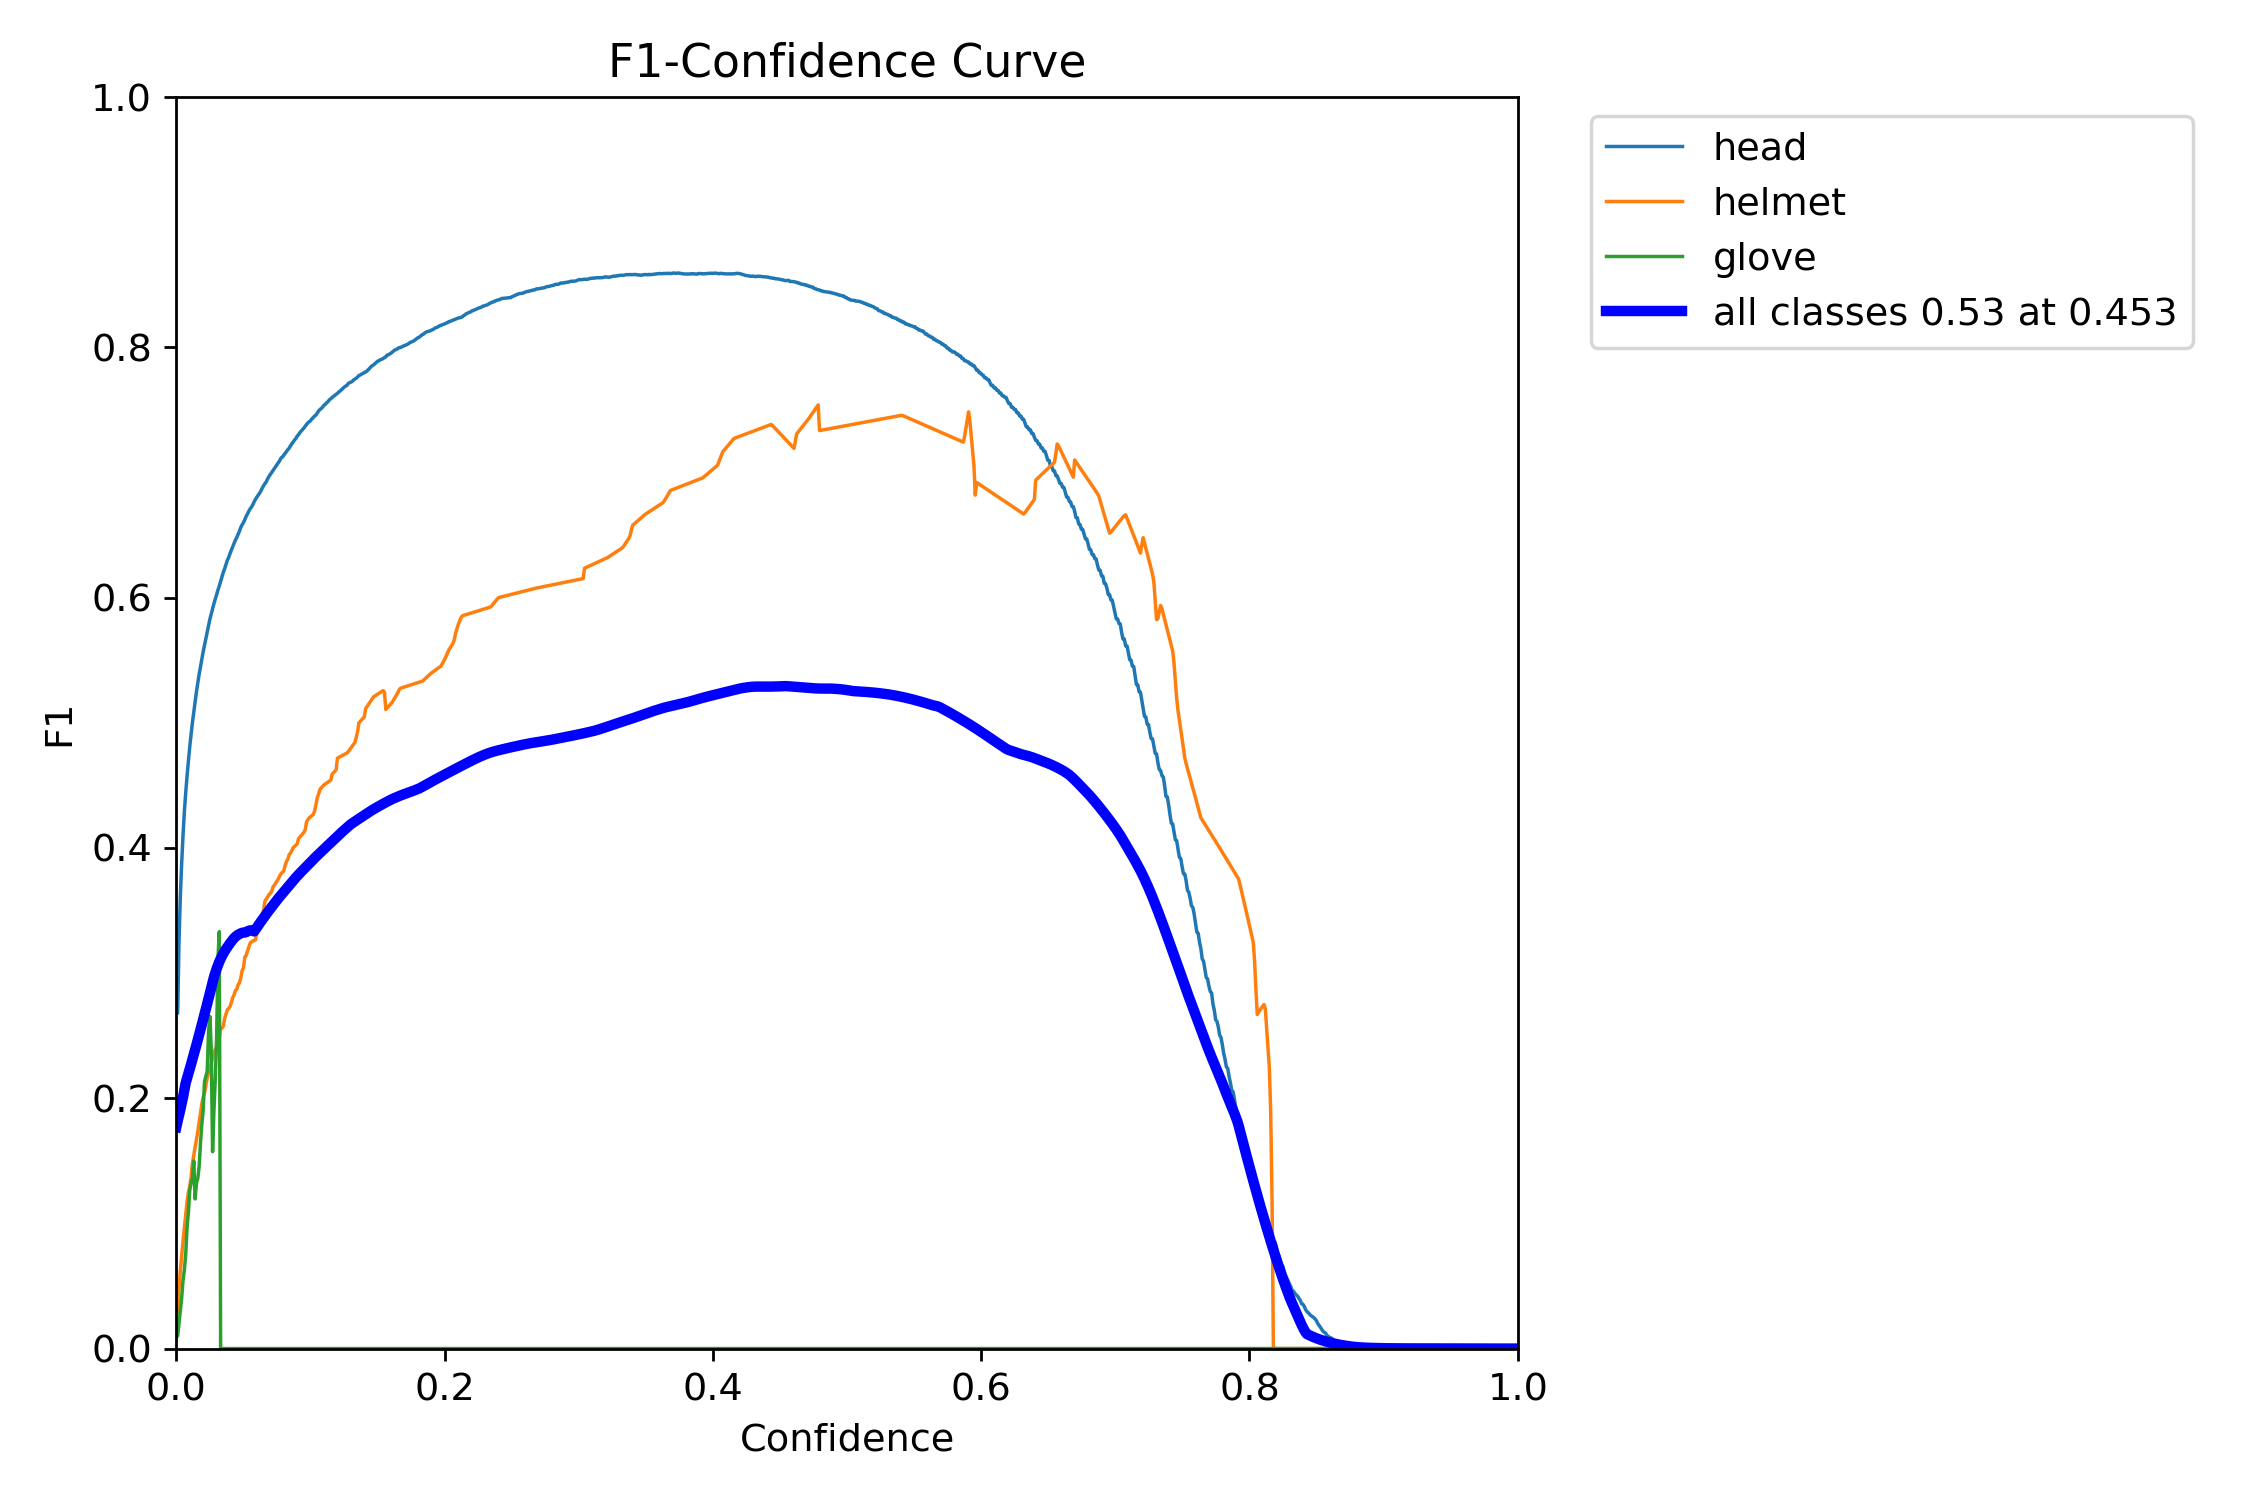 F1-Confidence Curve
1.0
0.8
0.6
0.4
0.2
0.0
F1
0.0 0.2 0.4 0.6 0.8 1.0
Confidence
head
helmet
glove
all classes 0.53 at 0.453